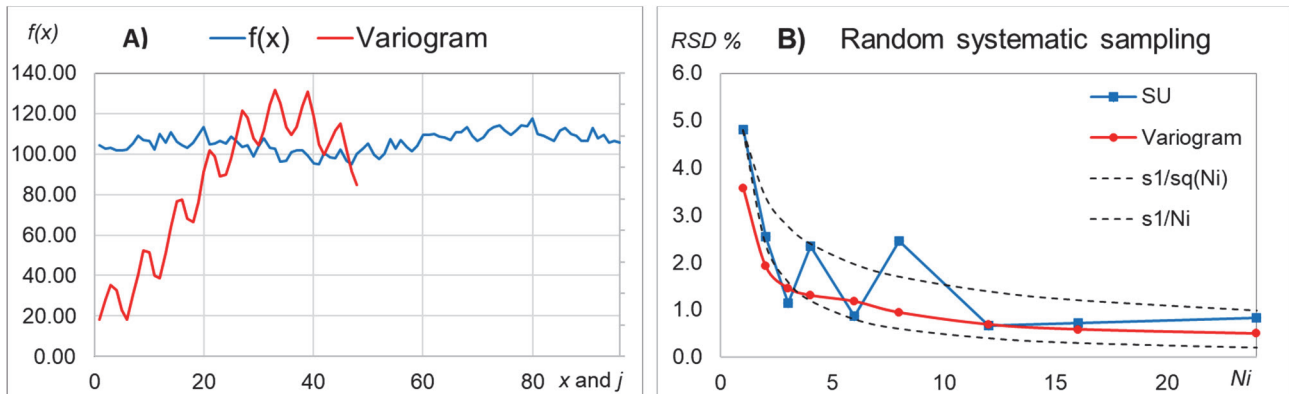 f(x)
A)
f(x)
Variogram
140.00
120.00
100.00
80.00
60.00
40.00
20.00
0.00
0
20
40
60
80
x and j
RSD %
B)
Random systematic sampling
6.0
5.0
4.0
3.0
2.0
1.0
0.0
SU
Variogram
s1/sq(Ni)
s1/Ni
0
5
10
15
20
Ni